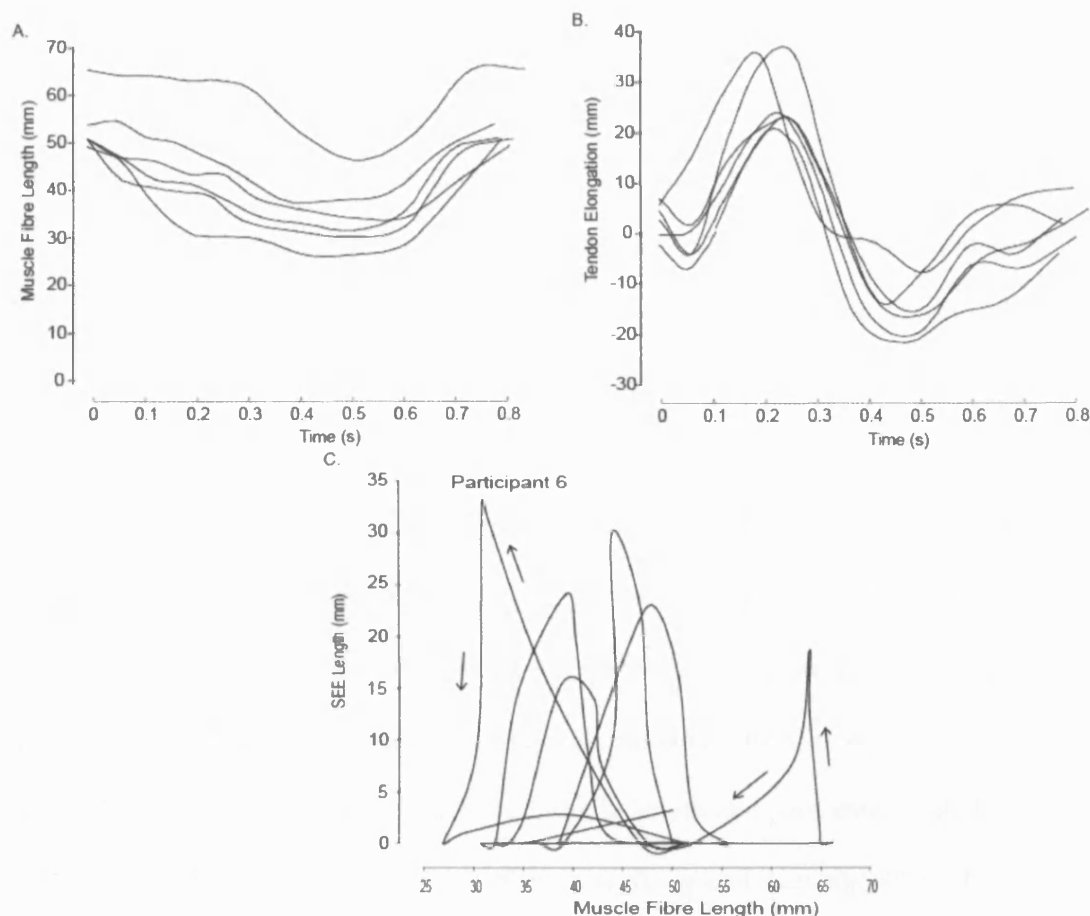 A.
Muscle Fibre Length (mm)
70
60
50
40
30
20
10
0
0 0.1 0.2 0.3 0.4 0.5 0.6 0.7 0.8
Time (s)
B.
Tendon Elongation (mm)
40
30
20
10
0
-10
-20
-30
0 0.1 0.2 0.3 0.4 0.5 0.6 0.7 0.8
Time (s)
C.
Participant 6
SEE Length (mm)
35
30
25
20
15
10
5
0
25 30 35 40 45 50 55 60 65 70
Muscle Fibre Length (mm)